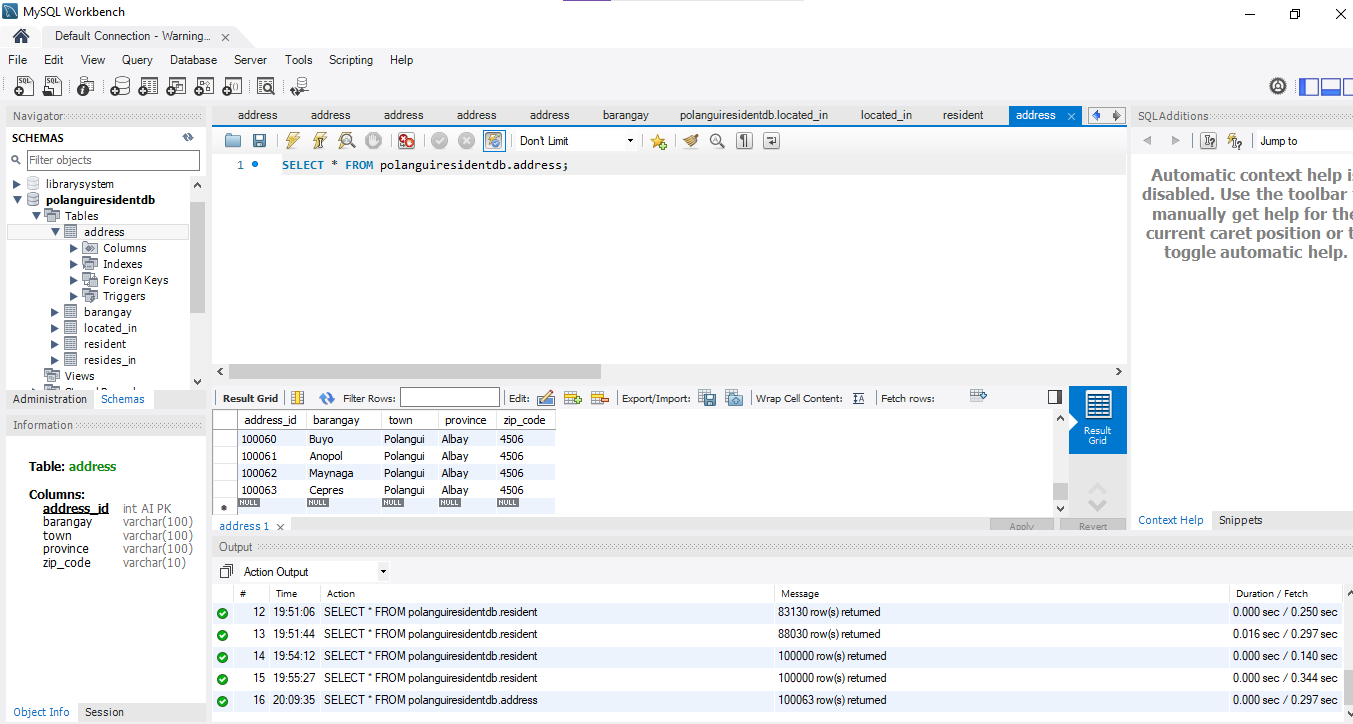 MySQL Workbench
Default Connection - Warning...
File Edit View Query Database Server Tools Scripting Help
Navigator
SCHEMAS
Filter objects
librarysystem
polanguiresidentdb
Tables
address
Columns
Indexes
Foreign Keys
Triggers
barangay
located_in
resident
resides_in
Views
Administration Schemas
Information
Table: address
Columns:
address_id int AI PK
barangay varchar(100)
town varchar(100)
province varchar(100)
zip_code varchar(10)
Object Info Session
address address address address address barangay polanguiresidentdb.located_in located_in resident address
Don't Limit
1 SELECT * FROM polanguiresidentdb.address;
Result Grid Filter Rows: Edit: Export/Import: Wrap Cell Content: Fetch rows:
address_id barangay town province zip_code
100060 Buyo Polangui Albay 4506
100061 Anopol Polangui Albay 4506
100062 Maynaga Polangui Albay 4506
100063 Cepres Polangui Albay 4506
NULL NULL NULL NULL NULL
Result
Grid
address 1 Apply Revert
Output
Action Output
# Time Action Message Duration / Fetch
12 19:51:06 SELECT * FROM polanguiresidentdb.resident 83130 row(s) returned 0.000 sec / 0.250 sec
13 19:51:44 SELECT * FROM polanguiresidentdb.resident 88030 row(s) returned 0.016 sec / 0.297 sec
14 19:54:12 SELECT * FROM polanguiresidentdb.resident 100000 row(s) returned 0.000 sec / 0.140 sec
15 19:55:27 SELECT * FROM polanguiresidentdb.resident 100000 row(s) returned 0.000 sec / 0.344 sec
16 20:09:35 SELECT * FROM polanguiresidentdb.address 100063 row(s) returned 0.000 sec / 0.297 sec
SQLAdditions
Jump to
Automatic context help is
disabled. Use the toolbar
manually get help for the
current caret position or
toggle automatic help.
Context Help Snippets